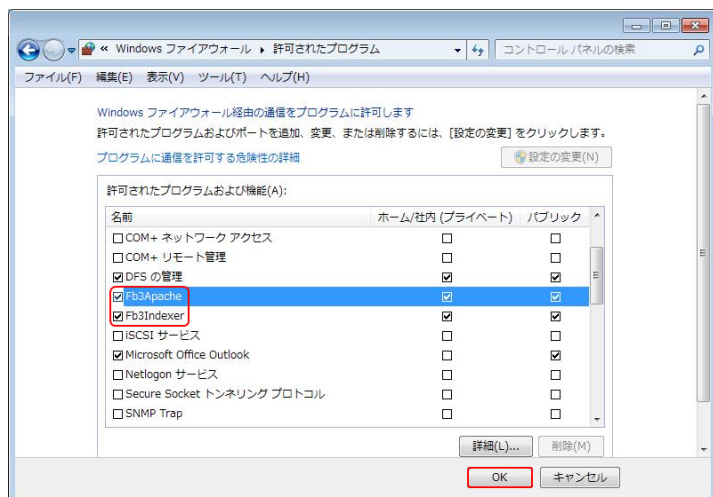 « Windows ファイアウォール ▸ 許可されたプログラム コントロール パネルの検索
ファイル(F) 編集(E) 表示(V) ツール(T) ヘルプ(H)
Windows ファイアウォール経由の通信をプログラムに許可します
許可されたプログラムおよびポートを追加、変更、または削除するには、[設定の変更] をクリックします。
プログラムに通信を許可する危険性の詳細 設定の変更(N)
許可されたプログラムおよび機能(A):
名前 ホーム/社内 (プライベート) パブリック
COM+ ネットワーク アクセス
COM+ リモート管理
DFS の管理
Fb3Apache
Fb3Indexer
iSCSI サービス
Microsoft Office Outlook
Netlogon サービス
Secure Socket トンネリング プロトコル
SNMP Trap
詳細(L)... 削除(M)
OK キャンセル